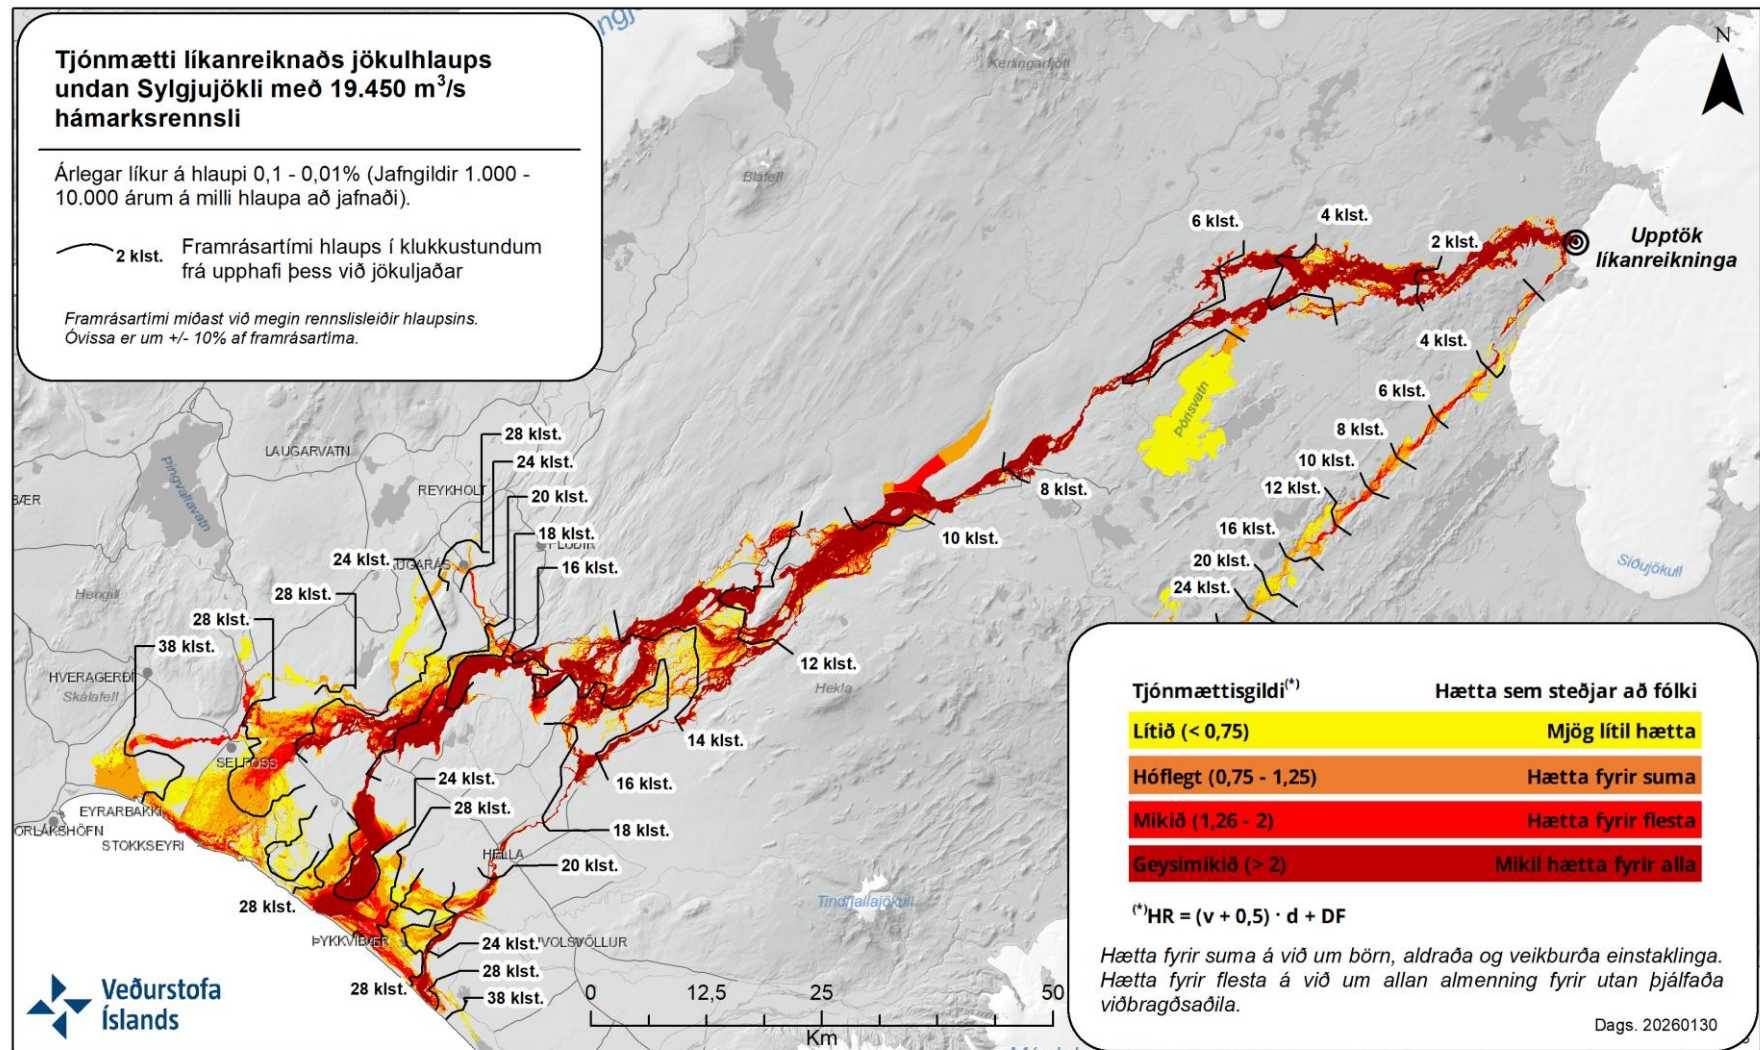 Tjónmætti líkanreiknaðs jökulhlaups
undan Sylgjujökli með 19.450 m³/s
hámarksrennsli
Árlegar líkur á hlaupi 0,1 - 0,01% (Jafngildir 1.000 -
10.000 árum á milli hlaupa að jafnaði).
2 klst.
Framrásartími hlaups í klukkustundum
frá upphafi þess við jökuljaðar
Framrásartími miðast við megin rennslisleiðir hlaupsins.
Óvissa er um +/- 10% af framrásartíma.
N
Kerlingarfjöll
Bláfell
6 klst.
4 klst.
2 klst.
Upptök
líkanreikninga
4 klst.
6 klst.
8 klst.
10 klst.
12 klst.
16 klst.
20 klst.
24 klst.
Þórisvatn
Síðujökull
8 klst.
10 klst.
12 klst.
14 klst.
16 klst.
18 klst.
20 klst.
28 klst.
24 klst.
20 klst.
18 klst.
16 klst.
24 klst.
28 klst.
28 klst.
38 klst.
LAUGARVATN
REYKHOLT
Þingvallavatn
Hengill
HVERAGERÐI
Skálafell
SELFOSS
EYRARBAKKI
STOKKSEYRI
Hekla
24 klst.
28 klst.
HELLA
28 klst.
ÞYKKVIBÆR
24 klst.
28 klst.
28 klst.
38 klst.
Tindfjallajökull
0 12,5 25 50
Km
Veðurstofa
Íslands
Tjónmættisgildi(*) Hætta sem steðjar að fólki
Lítið (< 0,75) Mjög lítil hætta
Hóflegt (0,75 - 1,25) Hætta fyrir suma
Mikið (1,26 - 2) Hætta fyrir flesta
Geysimikið (> 2) Mikil hætta fyrir alla
(*)HR = (v + 0,5) · d + DF
Hætta fyrir suma á við um börn, aldraða og veikburða einstaklinga.
Hætta fyrir flesta á við um allan almenning fyrir utan þjálfaða
viðbragðsaðila.
Dags. 20260130